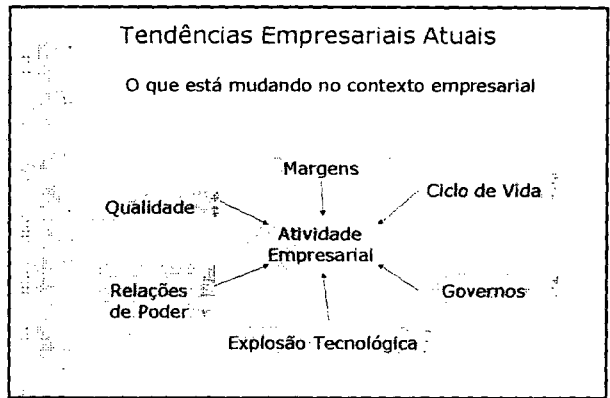 Tendências Empresariais Atuais
O que está mudando no contexto empresarial
Margens
Ciclo de Vida
Qualidade
Atividade
Empresarial
Relações
de Poder
Governos
Explosão Tecnológica